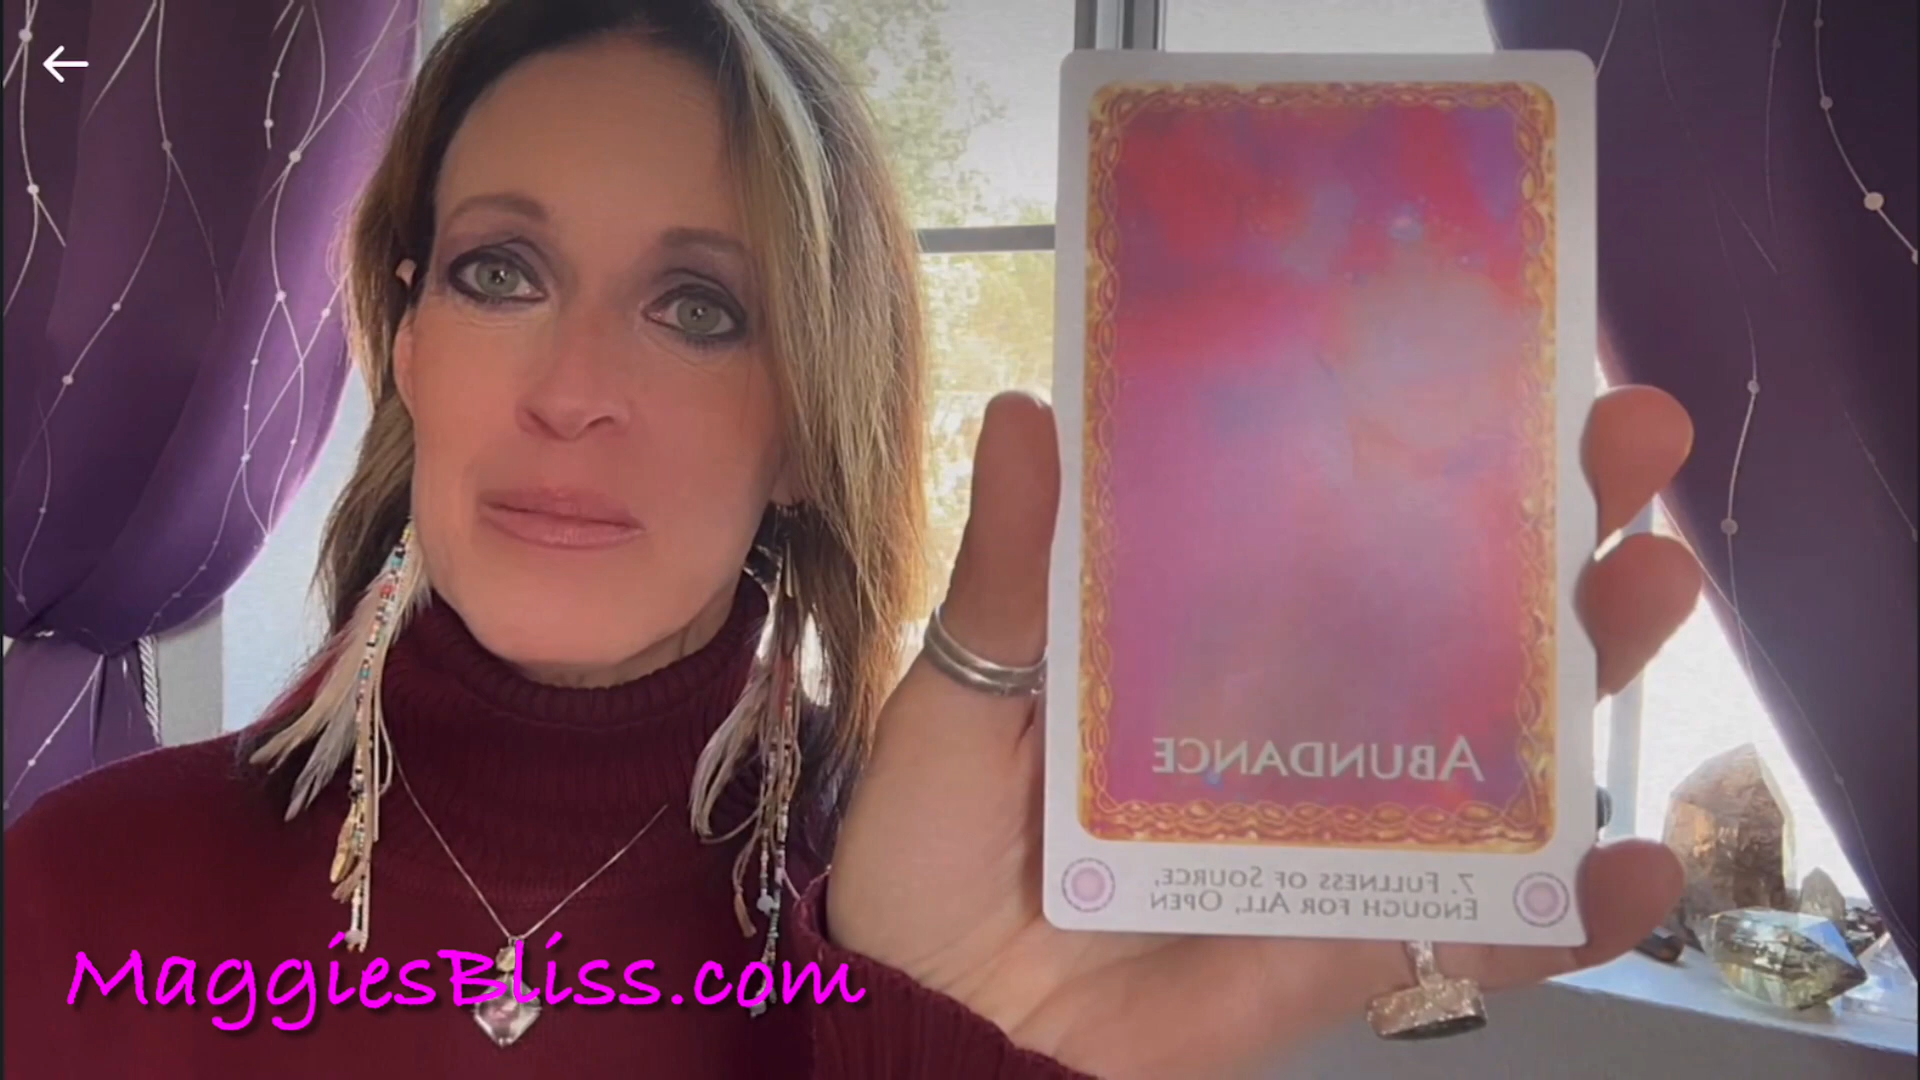 ABUNDANCE
7. FULLNESS OF SOURCE,
ENOUGH FOR ALL, OPEN
MaggiesBliss.com